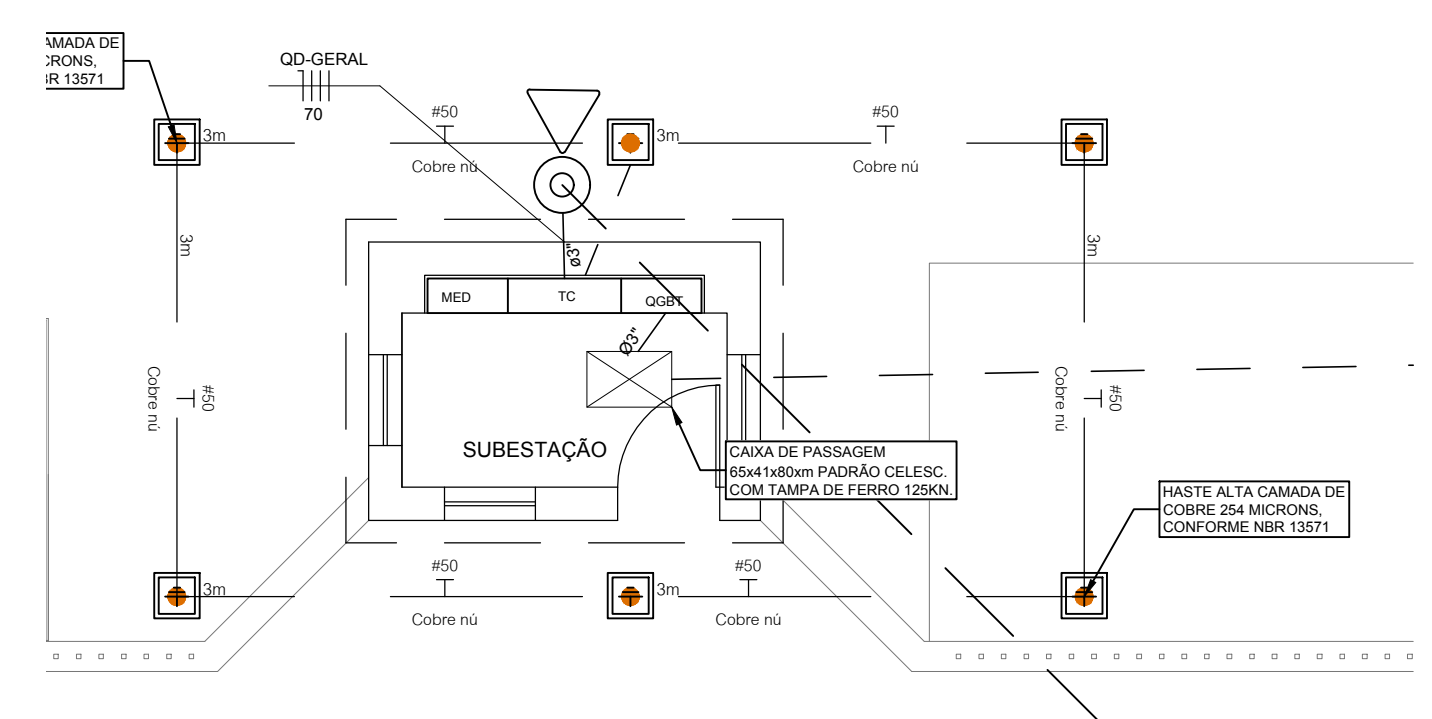 AMADA DE
CRONS,
BR 13571
QD-GERAL
70
#50
#50
3m
3m
Cobre nú
Cobre nú
3m
3m
ø3"
MED
TC
QGBT
Ø3"
Cobre nú
#50
Cobre nú
#50
SUBESTAÇÃO
CAIXA DE PASSAGEM
65x41x80xm PADRÃO CELESC.
COM TAMPA DE FERRO 125KN.
HASTE ALTA CAMADA DE
COBRE 254 MICRONS,
CONFORME NBR 13571
#50
#50
3m
3m
Cobre nú
Cobre nú